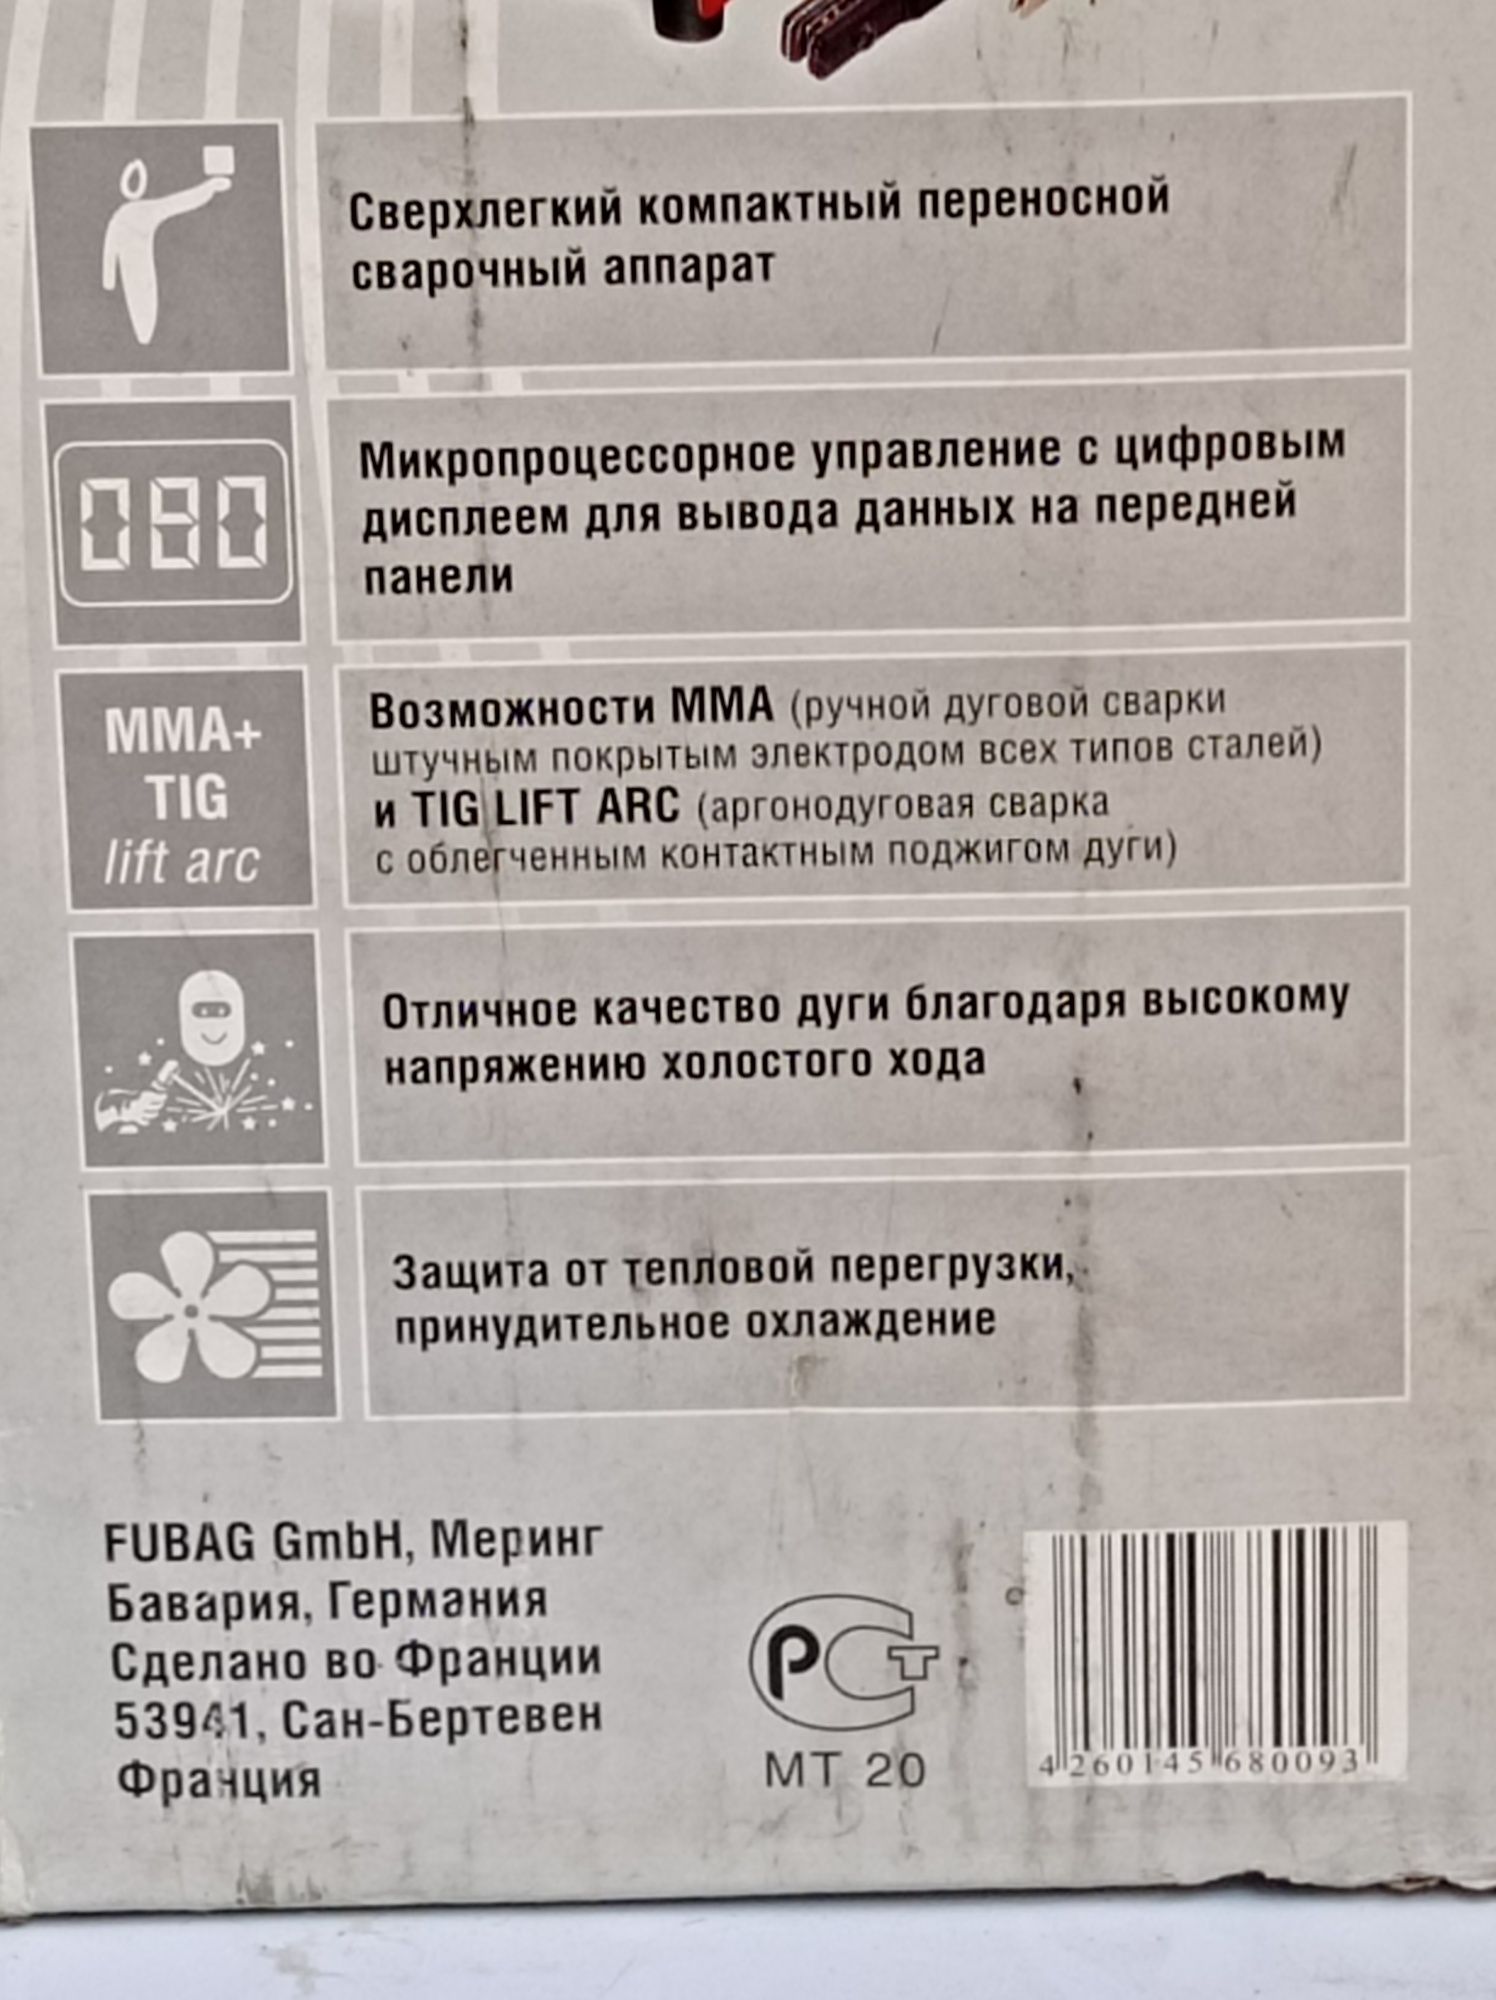 Сверхлегкий компактный переносной
сварочный аппарат
080
Микропроцессорное управление с цифровым
дисплеем для вывода данных на передней
панели
MMA+
TIG
lift arc
Возможности ММА (ручной дуговой сварки
штучным покрытым электродом всех типов сталей)
и TIG LIFT ARC (аргонодуговая сварка
с облегченным контактным поджигом дуги)
Отличное качество дуги благодаря высокому
напряжению холостого хода
Защита от тепловой перегрузки,
принудительное охлаждение
FUBAG GmbH, Меринг
Бавария, Германия
Сделано во Франции
53941, Сан-Бертевен
Франция
РСТ
МТ 20
4260145680093